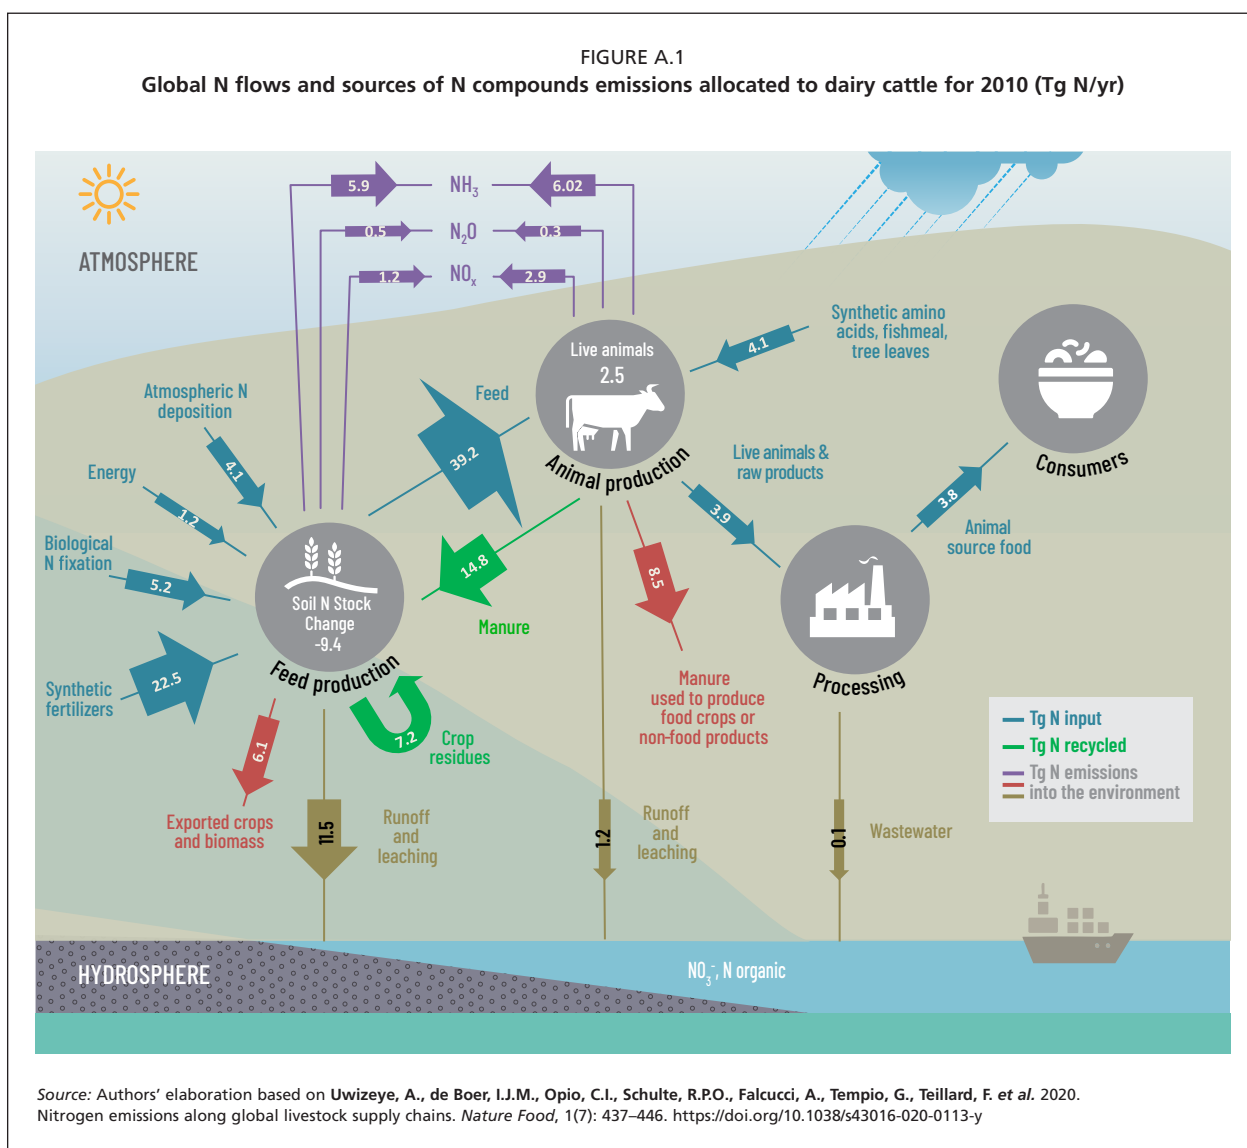 FIGURE A.1
Global N flows and sources of N compounds emissions allocated to dairy cattle for 2010 (Tg N/yr)
ATMOSPHERE
5.9
NH₃
6.02
0.5
N₂O
0.3
1.2
NOₓ
2.9
Live animals
2.5
Animal production
Synthetic amino
acids, fishmeal,
tree leaves
4.1
Consumers
Atmospheric N
deposition
4.1
Feed
39.2
Energy
1.2
Live animals &
raw products
3.9
3.8
Animal
source food
Biological
N fixation
5.2
Soil N Stock
Change
-9.4
Feed production
14.8
Manure
8.5
Manure
used to produce
food crops or
non-food products
Processing
Synthetic
fertilizers
22.5
7.2
Crop
residues
6.1
Exported crops
and biomass
11.5
Runoff
and
leaching
1.2
Runoff
and
leaching
0.1
Wastewater
Tg N input
Tg N recycled
Tg N emissions
into the environment
HYDROSPHERE
NO₃⁻, N organic
Source: Authors' elaboration based on Uwizeye, A., de Boer, I.J.M., Opio, C.I., Schulte, R.P.O., Falcucci, A., Tempio, G., Teillard, F. et al. 2020.
Nitrogen emissions along global livestock supply chains. Nature Food, 1(7): 437–446. https://doi.org/10.1038/s43016-020-0113-y